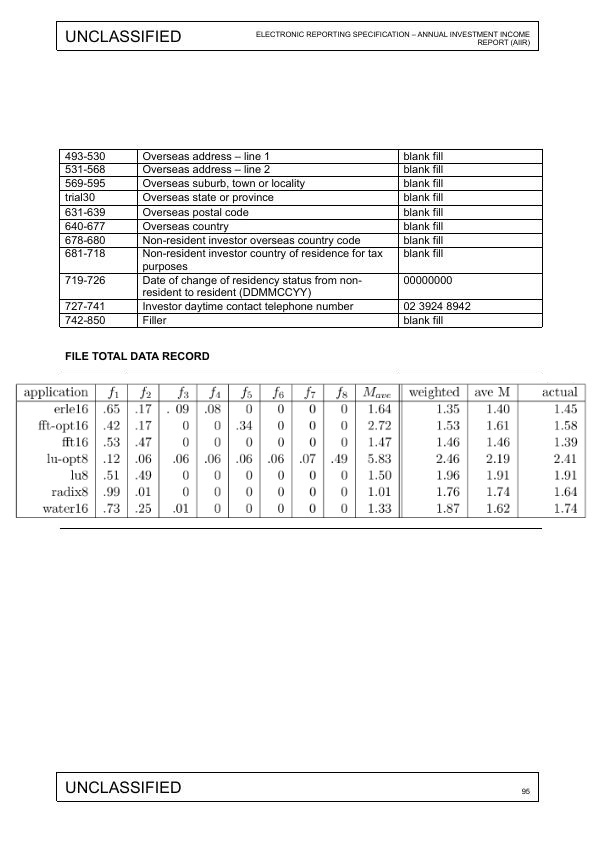 UNCLASSIFIED
ELECTRONIC REPORTING SPECIFICATION – ANNUAL INVESTMENT INCOME
REPORT (AIIR)
493-530 Overseas address – line 1 blank fill
531-568 Overseas address – line 2 blank fill
569-595 Overseas suburb, town or locality blank fill
trial30 Overseas state or province blank fill
631-639 Overseas postal code blank fill
640-677 Overseas country blank fill
678-680 Non-resident investor overseas country code blank fill
681-718 Non-resident investor country of residence for tax blank fill
purposes
719-726 Date of change of residency status from non- 00000000
resident to resident (DDMMCCYY)
727-741 Investor daytime contact telephone number 02 3924 8942
742-850 Filler blank fill
FILE TOTAL DATA RECORD
application f1 f2 f3 f4 f5 f6 f7 f8 Mave weighted ave M actual
erle16 .65 .17 . 09 .08 0 0 0 0 1.64 1.35 1.40 1.45
fft-opt16 .42 .17 0 0 .34 0 0 0 2.72 1.53 1.61 1.58
fft16 .53 .47 0 0 0 0 0 0 1.47 1.46 1.46 1.39
lu-opt8 .12 .06 .06 .06 .06 .06 .07 .49 5.83 2.46 2.19 2.41
lu8 .51 .49 0 0 0 0 0 0 1.50 1.96 1.91 1.91
radix8 .99 .01 0 0 0 0 0 0 1.01 1.76 1.74 1.64
water16 .73 .25 .01 0 0 0 0 0 1.33 1.87 1.62 1.74
UNCLASSIFIED
95